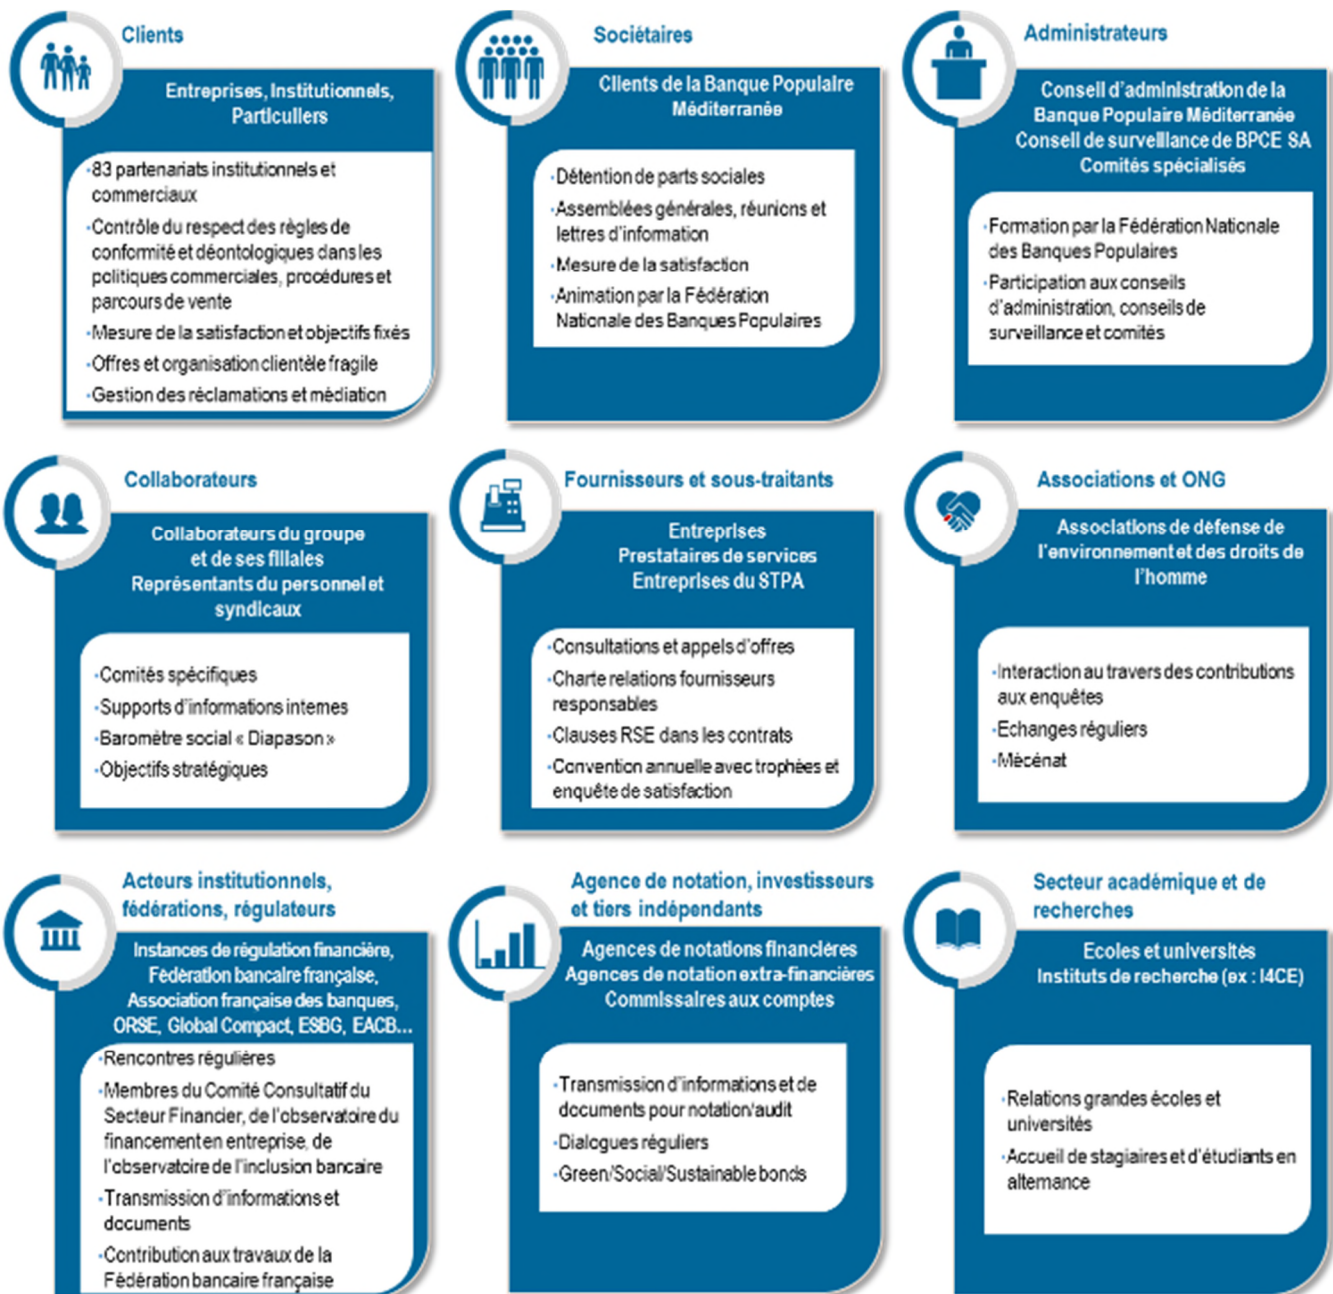 Clients
Entreprises, Institutionnels,
Particuliers
·83 partenariats institutionnels et
commerciaux
·Contrôle du respect des règles de
conformité et déontologiques dans les
politiques commerciales, procédures et
parcours de vente
·Mesure de la satisfaction et objectifs fixés
·Offres et organisation clientèle fragile
·Gestion des réclamations et médiation
Sociétaires
Clients de la Banque Populaire
Méditerranée
·Détention de parts sociales
·Assemblées générales, réunions et
lettres d'information
·Mesure de la satisfaction
·Animation par la Fédération
Nationale des Banques Populaires
Administrateurs
Conseil d'administration de la
Banque Populaire Méditerranée
Conseil de surveillance de BPCE SA
Comités spécialisés
·Formation par la Fédération Nationale
des Banques Populaires
·Participation aux conseils
d'administration, conseils de
surveillance et comités
Collaborateurs
Collaborateurs du groupe
et de ses filiales
Représentants du personnel et
syndicaux
·Comités spécifiques
·Supports d'informations internes
·Baromètre social « Diapason »
·Objectifs stratégiques
Fournisseurs et sous-traitants
Entreprises
Prestataires de services
Entreprises du STPA
·Consultations et appels d'offres
·Charte relations fournisseurs
responsables
·Clauses RSE dans les contrats
·Convention annuelle avec trophées et
enquête de satisfaction
Associations et ONG
Associations de défense de
l'environnement et des droits de
l'homme
·Interaction au travers des contributions
aux enquêtes
·Echanges réguliers
·Mécénat
Acteurs institutionnels,
fédérations, régulateurs
Instances de régulation financière,
Féderation bancaire française,
Association française des banques,
ORSE, Global Compact, ESBG, EACB...
·Rencontres régulières
·Membres du Comité Consultatif du
Secteur Financier, de l'observatoire du
financement en entreprise, de
l'observatoire de l'inclusion bancaire
·Transmission d'informations et
documents
·Contribution aux travaux de la
Fédération bancaire française
Agence de notation, investisseurs
et tiers indépendants
Agences de notations financières
Agences de notation extra-financières
Commissaires aux comptes
·Transmission d'informations et de
documents pour notation/audit
·Dialogues réguliers
·Green/Social/Sustainable bonds
Secteur académique et de
recherches
Ecoles et universités
Instituts de recherche (ex : I4CE)
·Relations grandes écoles et
universités
·Accueil de stagiaires et d'étudiants en
alternance